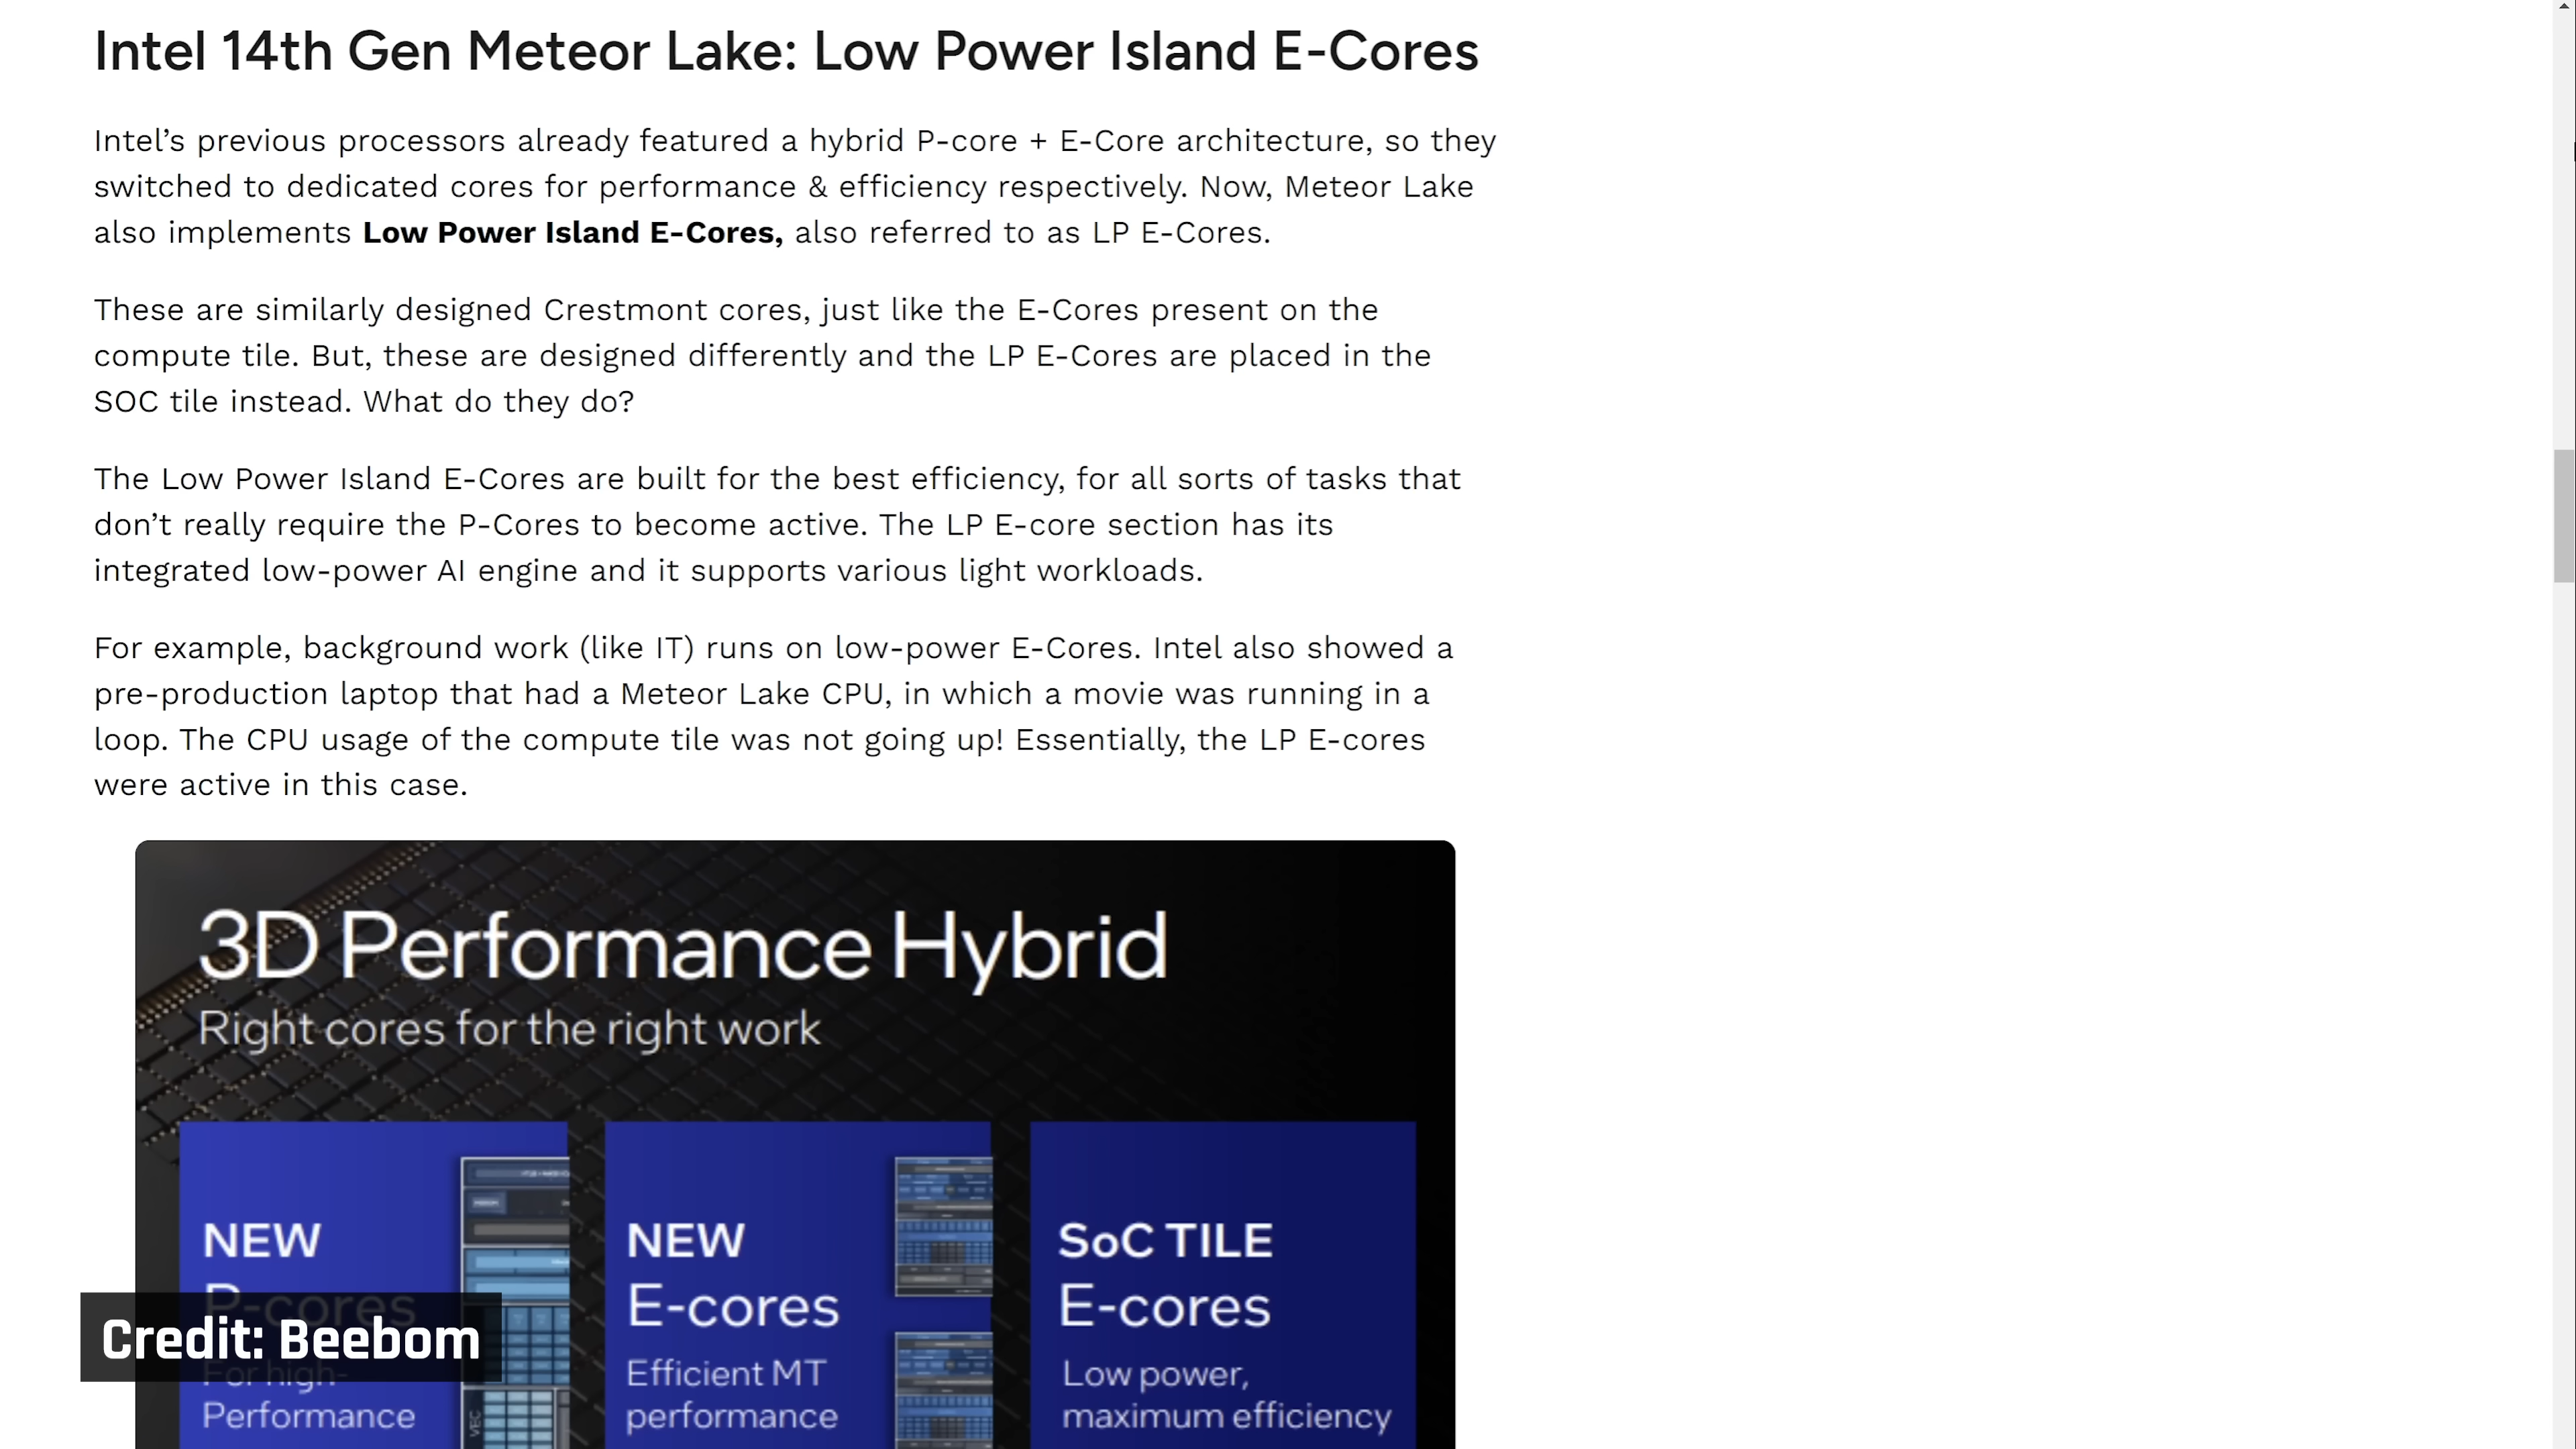 Intel 14th Gen Meteor Lake: Low Power Island E-Cores
Intel’s previous processors already featured a hybrid P-core + E-Core architecture, so they
switched to dedicated cores for performance & efficiency respectively. Now, Meteor Lake
also implements Low Power Island E-Cores, also referred to as LP E-Cores.
These are similarly designed Crestmont cores, just like the E-Cores present on the
compute tile. But, these are designed differently and the LP E-Cores are placed in the
SOC tile instead. What do they do?
The Low Power Island E-Cores are built for the best efficiency, for all sorts of tasks that
don’t really require the P-Cores to become active. The LP E-core section has its
integrated low-power AI engine and it supports various light workloads.
For example, background work (like IT) runs on low-power E-Cores. Intel also showed a
pre-production laptop that had a Meteor Lake CPU, in which a movie was running in a
loop. The CPU usage of the compute tile was not going up! Essentially, the LP E-cores
were active in this case.
3D Performance Hybrid
Right cores for the right work
NEW
P-cores
For high-
Performance
VEC
NEW
E-cores
Efficient MT
performance
SoC TILE
E-cores
Low power,
maximum efficiency
Credit: Beebom